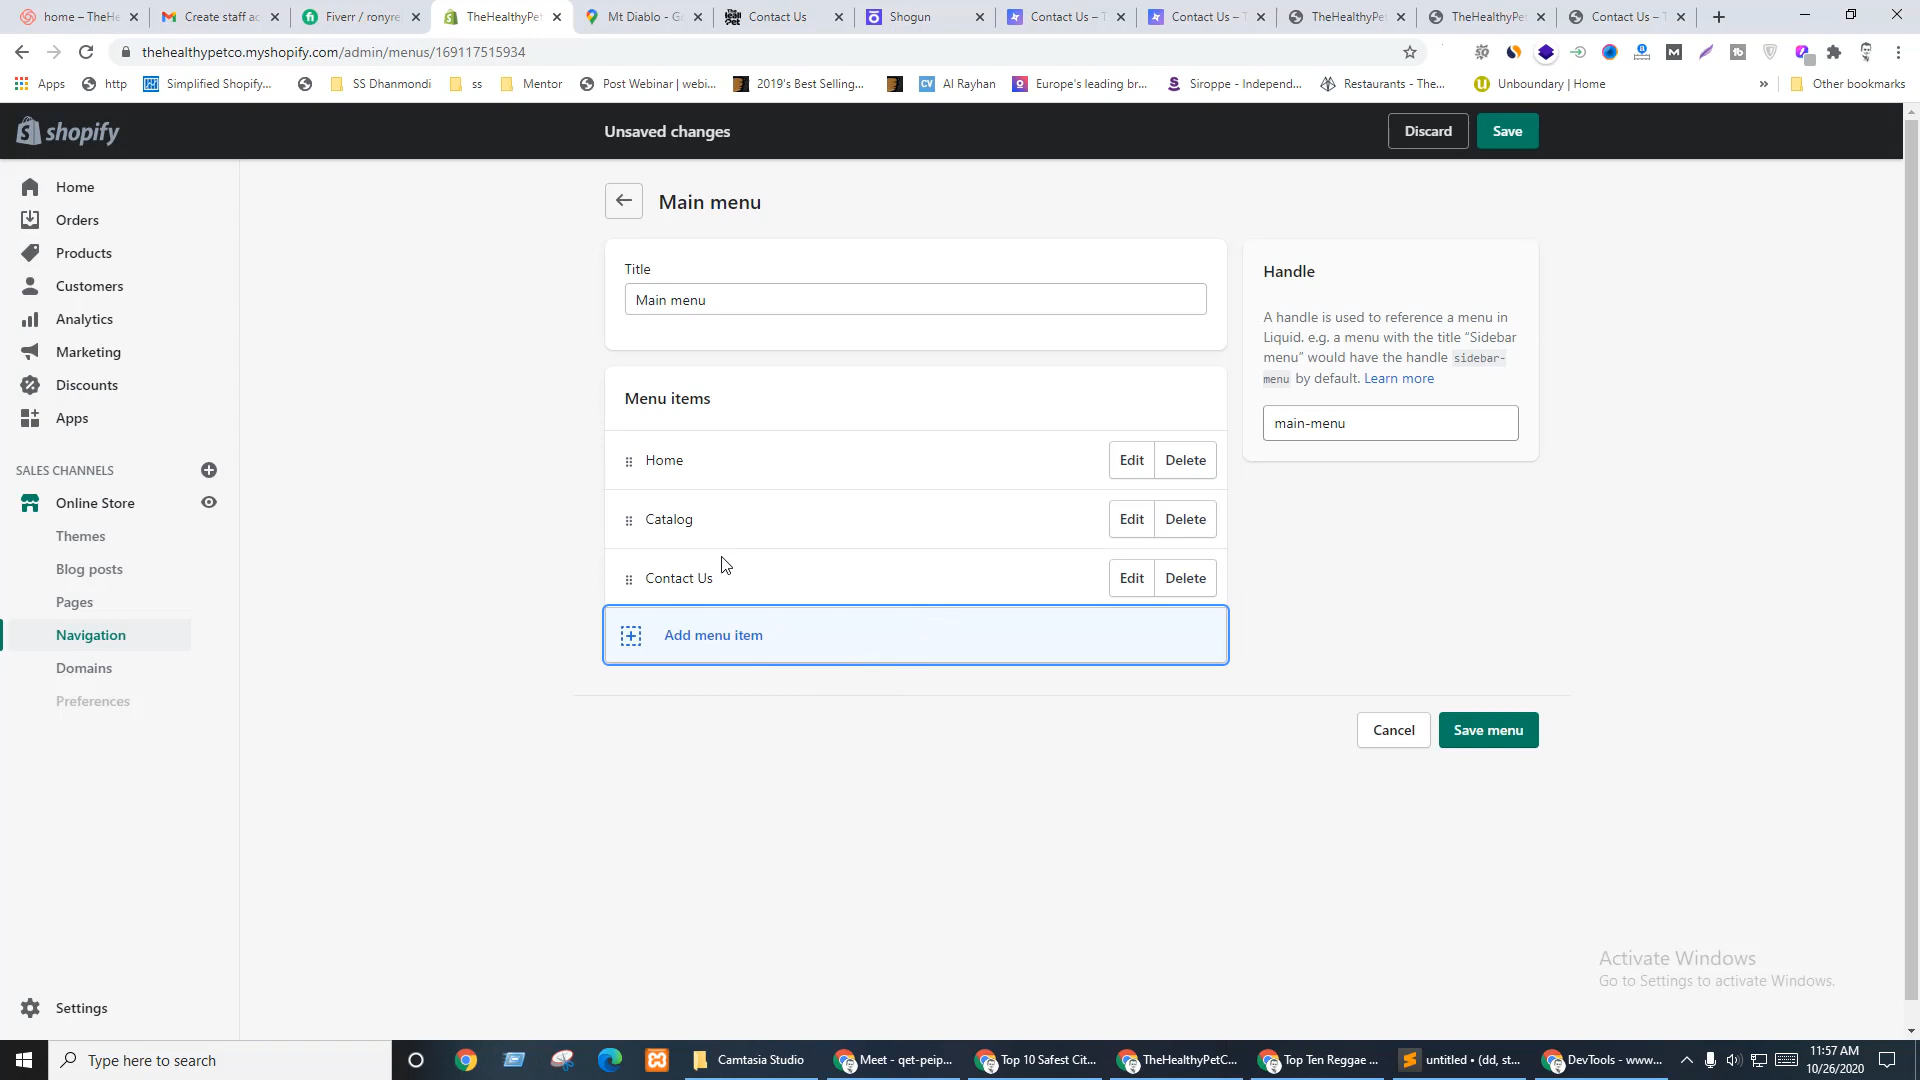 home – TheHe
Create staff ac
Fiverr / ronyre
TheHealthyPet
Mt Diablo - G
Contact Us
Shogun
Contact Us – T
Contact Us – T
TheHealthyPet
TheHealthyPet
Contact Us – T
thehealthypetco.myshopify.com/admin/menus/169117515934
Apps
http
Simplified Shopify...
SS Dhanmondi
ss
Mentor
Post Webinar | webi...
2019's Best Selling...
CV
Al Rayhan
Europe's leading br...
Siroppe - Independ...
Restaurants - The...
Unboundary | Home
»
Other bookmarks
shopify
Unsaved changes
Discard
Save
Home
Orders
Products
Customers
Analytics
Marketing
Discounts
Apps
SALES CHANNELS
Online Store
Themes
Blog posts
Pages
Navigation
Domains
Preferences
Settings
Main menu
Title
Main menu
Menu items
Home
Edit
Delete
Catalog
Edit
Delete
Contact Us
Edit
Delete
Add menu item
Handle
A handle is used to reference a menu in
Liquid. e.g. a menu with the title “Sidebar
menu” would have the handle sidebar-
menu by default. Learn more
main-menu
Cancel
Save menu
Activate Windows
Go to Settings to activate Windows.
Type here to search
Camtasia Studio
Meet - qet-peip...
Top 10 Safest Cit...
TheHealthyPetC...
Top Ten Reggae ...
untitled • (dd, st...
DevTools - www...
11:57 AM
10/26/2020